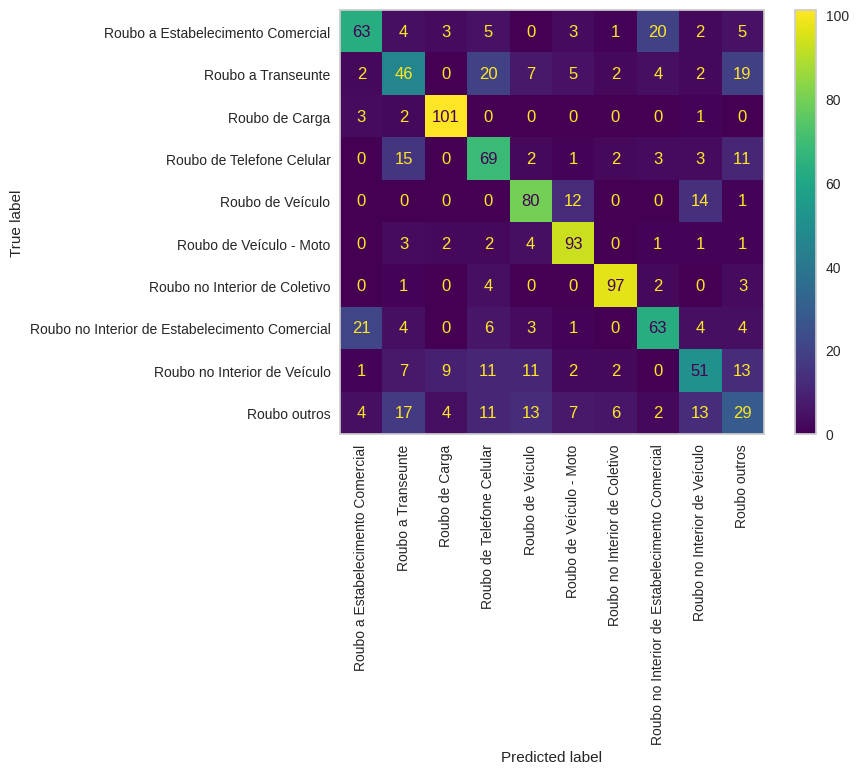 Roubo a Estabelecimento Comercial 63 4 3 5 0 3 1 20 2 5
Roubo a Transeunte 2 46 0 20 7 5 2 4 2 19
Roubo de Carga 3 2 101 0 0 0 0 0 1 0
Roubo de Telefone Celular 0 15 0 69 2 1 2 3 3 11
Roubo de Veículo 0 0 0 0 80 12 0 0 14 1
Roubo de Veículo - Moto 0 3 2 2 4 93 0 1 1 1
Roubo no Interior de Coletivo 0 1 0 4 0 0 97 2 0 3
Roubo no Interior de Estabelecimento Comercial 21 4 0 6 3 1 0 63 4 4
Roubo no Interior de Veículo 1 7 9 11 11 2 2 0 51 13
Roubo outros 4 17 4 11 13 7 6 2 13 29
True label
Roubo a Estabelecimento Comercial
Roubo a Transeunte
Roubo de Carga
Roubo de Telefone Celular
Roubo de Veículo
Roubo de Veículo - Moto
Roubo no Interior de Coletivo
Roubo no Interior de Estabelecimento Comercial
Roubo no Interior de Veículo
Roubo outros
Predicted label
100
80
60
40
20
0